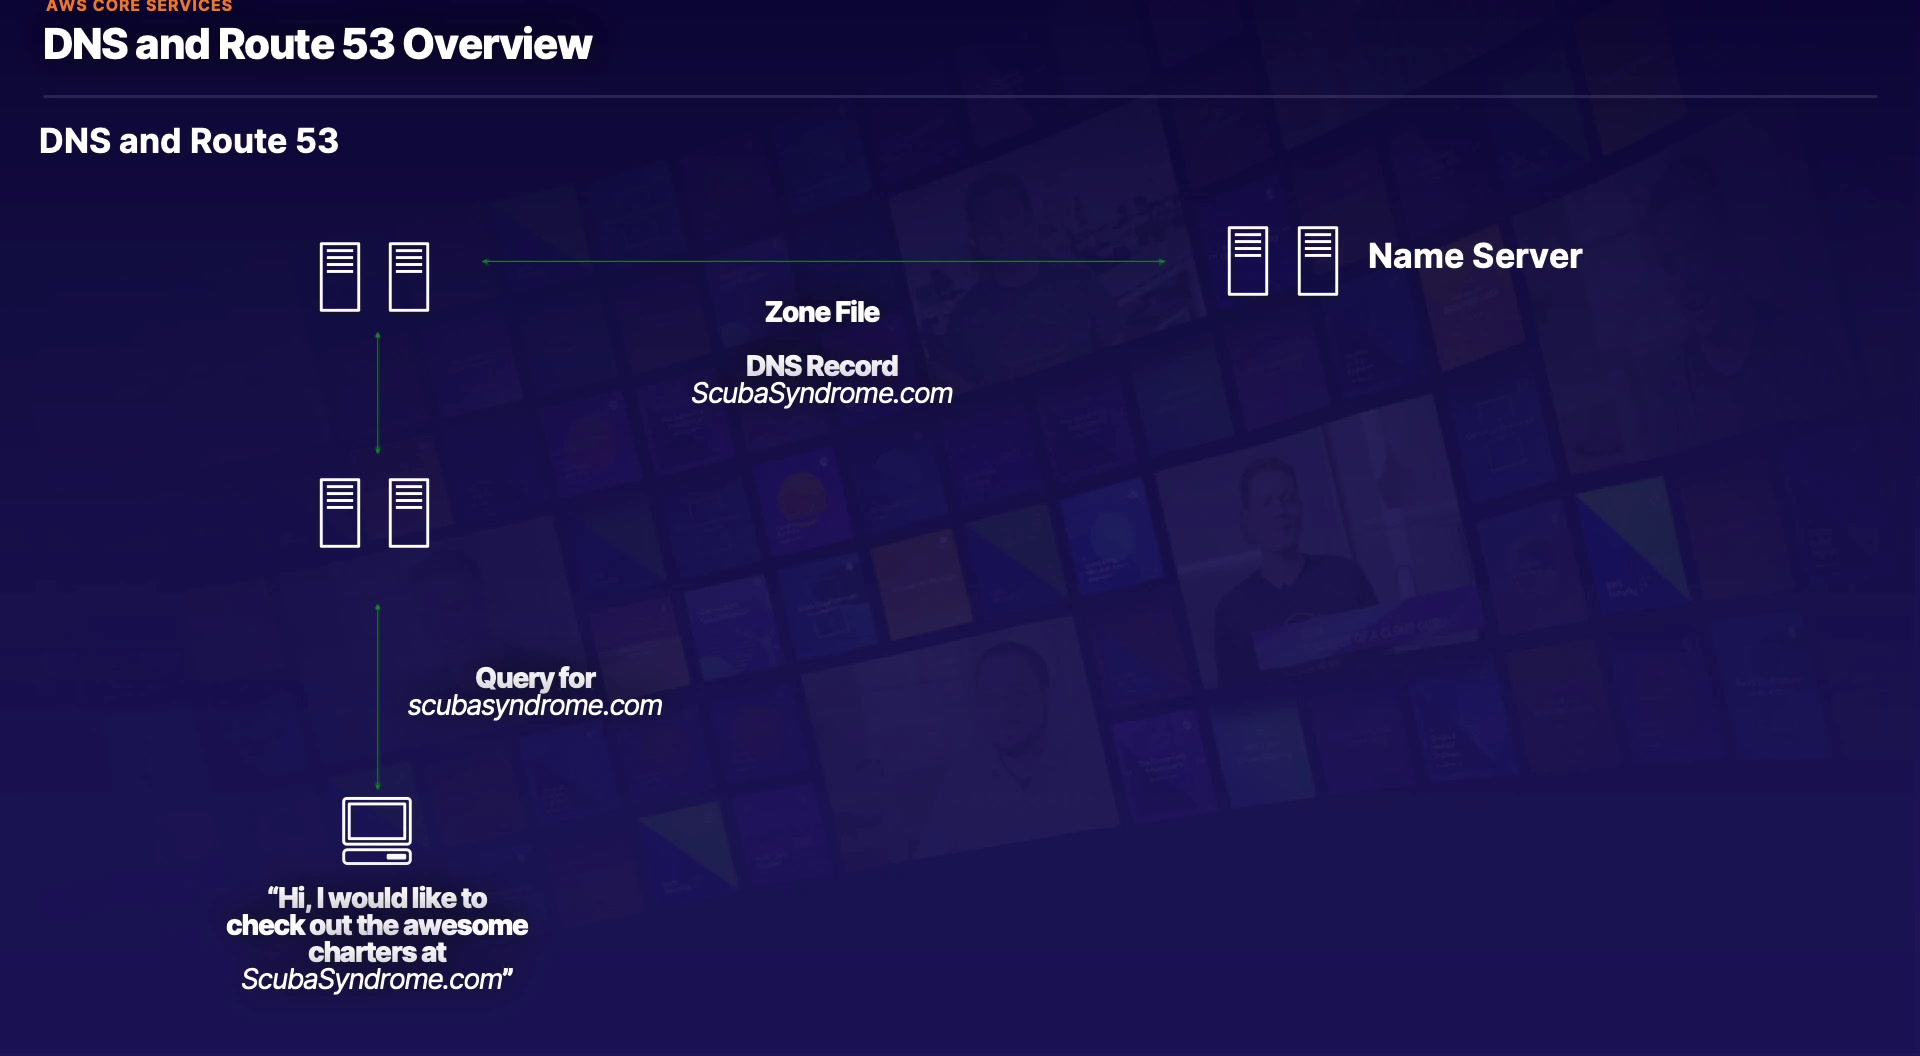 AWS CORE SERVICES
DNS and Route 53 Overview
DNS and Route 53
Name Server
Zone File
DNS Record
ScubaSyndrome.com
Query for
scubasyndrome.com
“Hi, I would like to
check out the awesome
charters at
ScubaSyndrome.com”